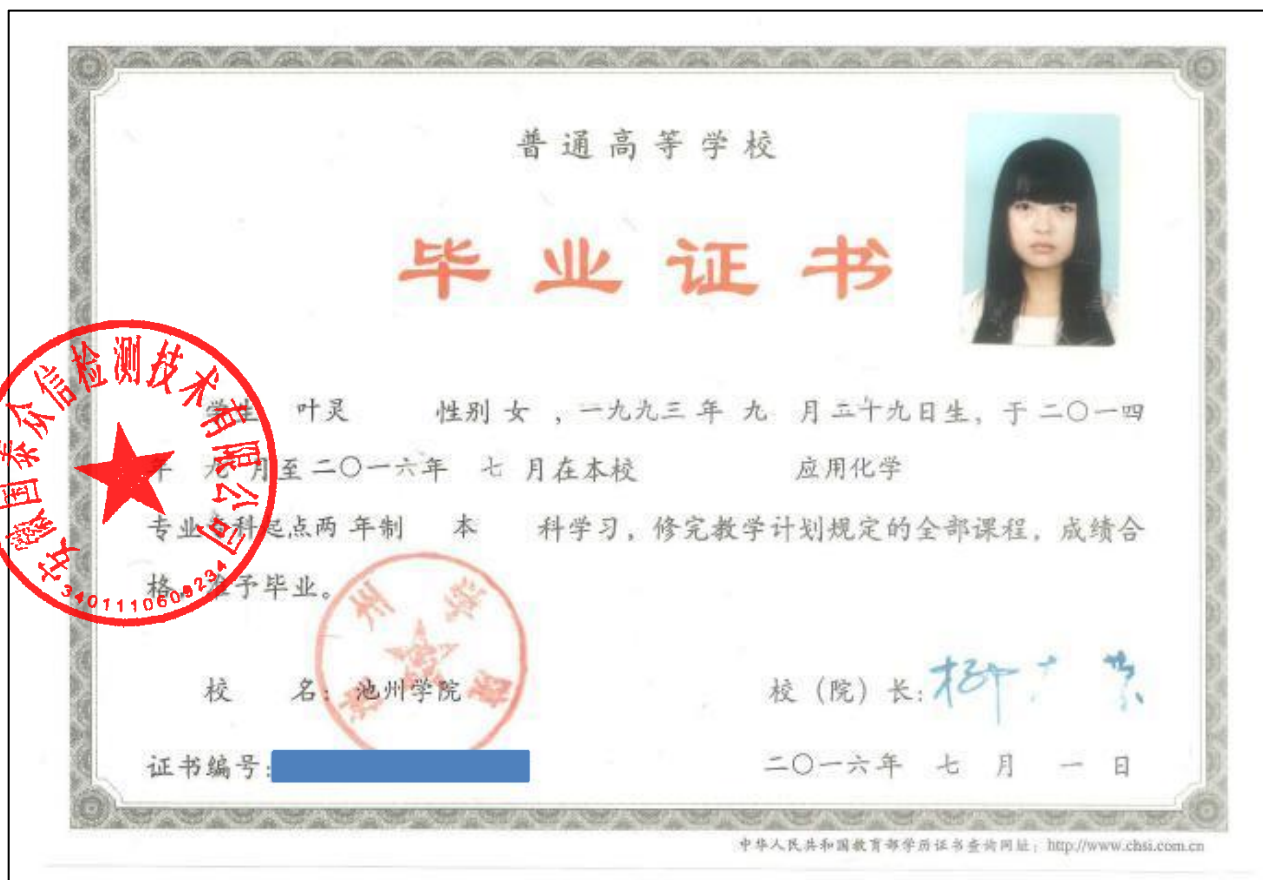 普通高等学校
毕业证书
学生 叶灵 性别 女 ，一九九三 年 九 月二十九日生，于 二〇一四
年 九 月至 二〇一六年 七 月在本校 应用化学
专业专科起点两 年制 本 科学习，修完教学计划规定的全部课程，成绩合
格，准予毕业。
校 名：池州学院
校（院）长：
证书编号：
二〇一六年 七 月 一 日
中华人民共和国教育部学历证书查询网址：http://www.chsi.com.cn
安徽国泰众信检测技术有限公司
3401110609234
池州学院